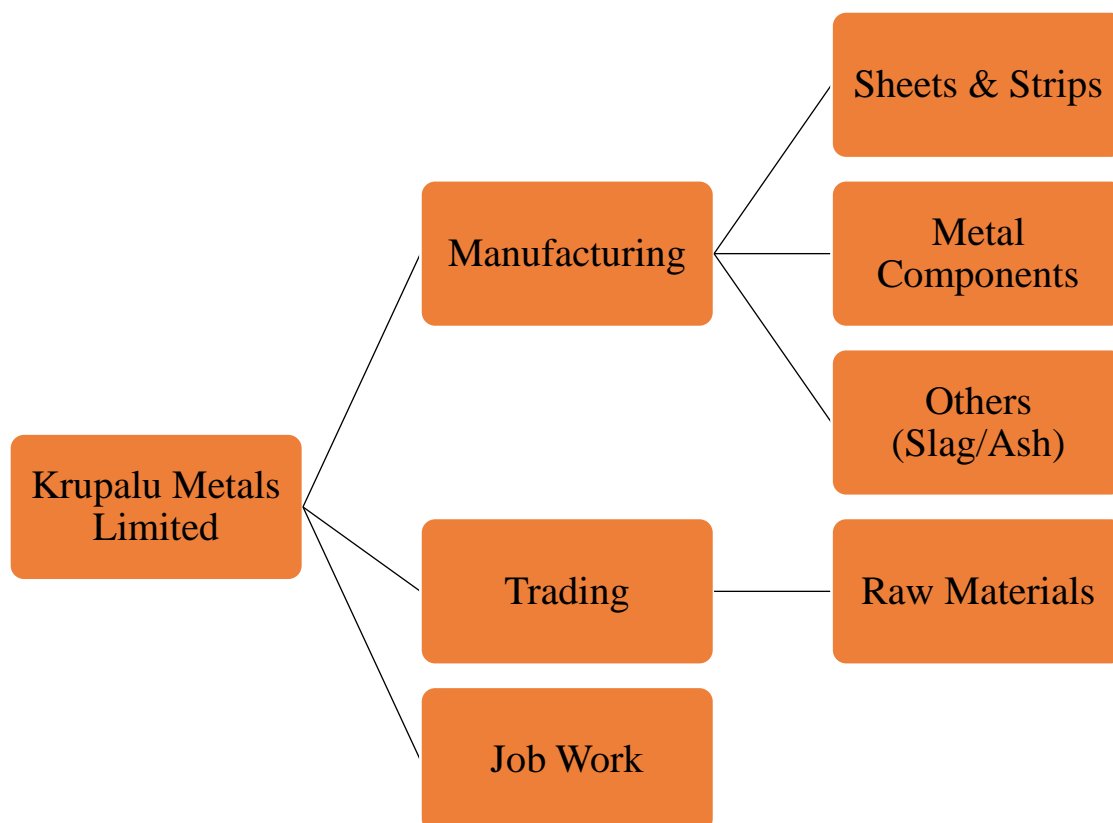 Krupalu Metals
Limited
Manufacturing
Sheets & Strips
Metal
Components
Others
(Slag/Ash)
Trading
Raw Materials
Job Work